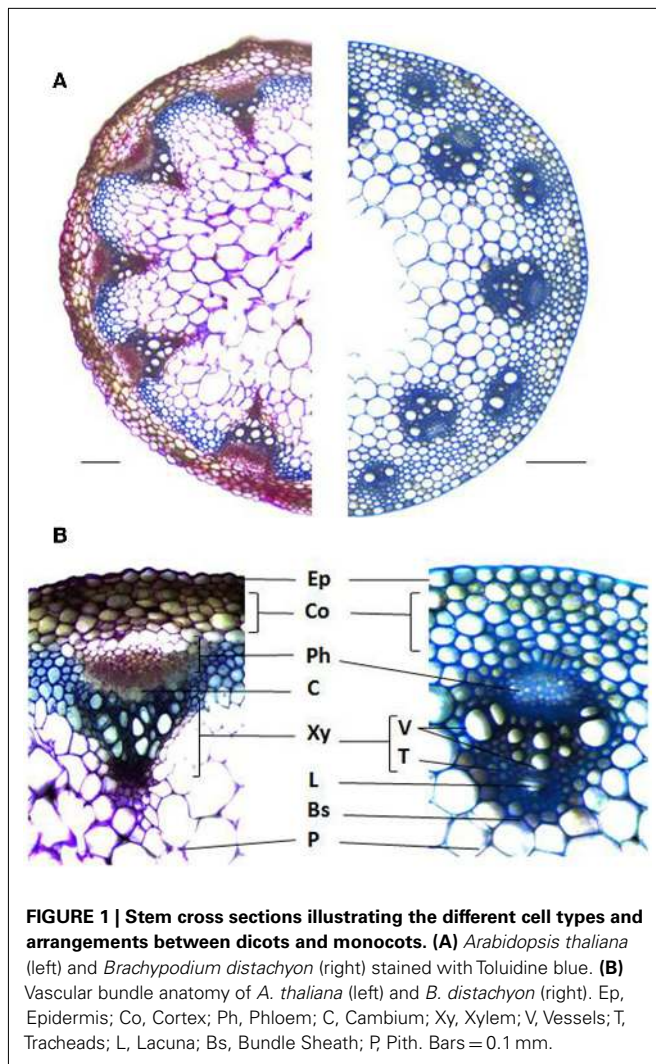 A
B
Ep
Co
Ph
C
Xy
V
T
L
Bs
P
FIGURE 1 | Stem cross sections illustrating the different cell types and
arrangements between dicots and monocots. (A) Arabidopsis thaliana
(left) and Brachypodium distachyon (right) stained with Toluidine blue. (B)
Vascular bundle anatomy of A. thaliana (left) and B. distachyon (right). Ep,
Epidermis; Co, Cortex; Ph, Phloem; C, Cambium; Xy, Xylem; V, Vessels; T,
Tracheads; L, Lacuna; Bs, Bundle Sheath; P, Pith. Bars = 0.1 mm.